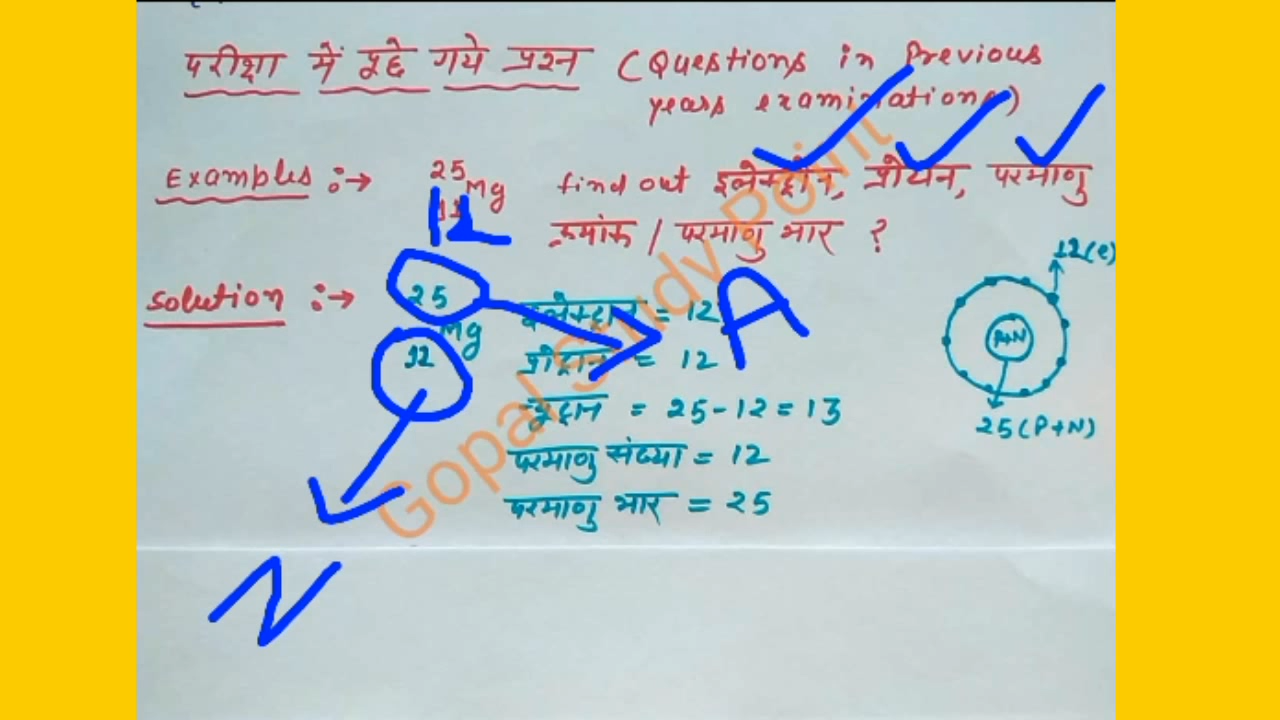 परीक्षा में पूछे गये प्रश्न (Questions in Previous
years examinations)
Examples :→ 25 Mg find out इलेक्ट्रोन, प्रोटोन, परमाणु
12
क्रमांक / परमाणु भार ?
Solution :→ 25 Mg इलेक्ट्रान = 12
A
12 प्रोट्रान = 12
न्युट्रान = 25-12=13
परमाणु संख्या = 12
परमाणु भार = 25
N
12(e)
P+N
25(P+N)
Gopal Study Point